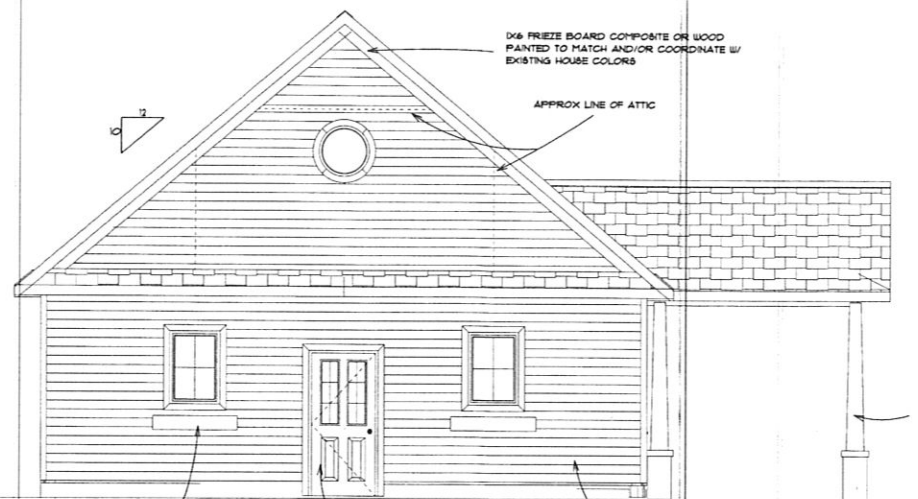 1X6 FRIEZE BOARD COMPOSITE OR WOOD
PAINTED TO MATCH AND/OR COORDINATE W/
EXISTING HOUSE COLORS
APPROX LINE OF ATTIC
12
10